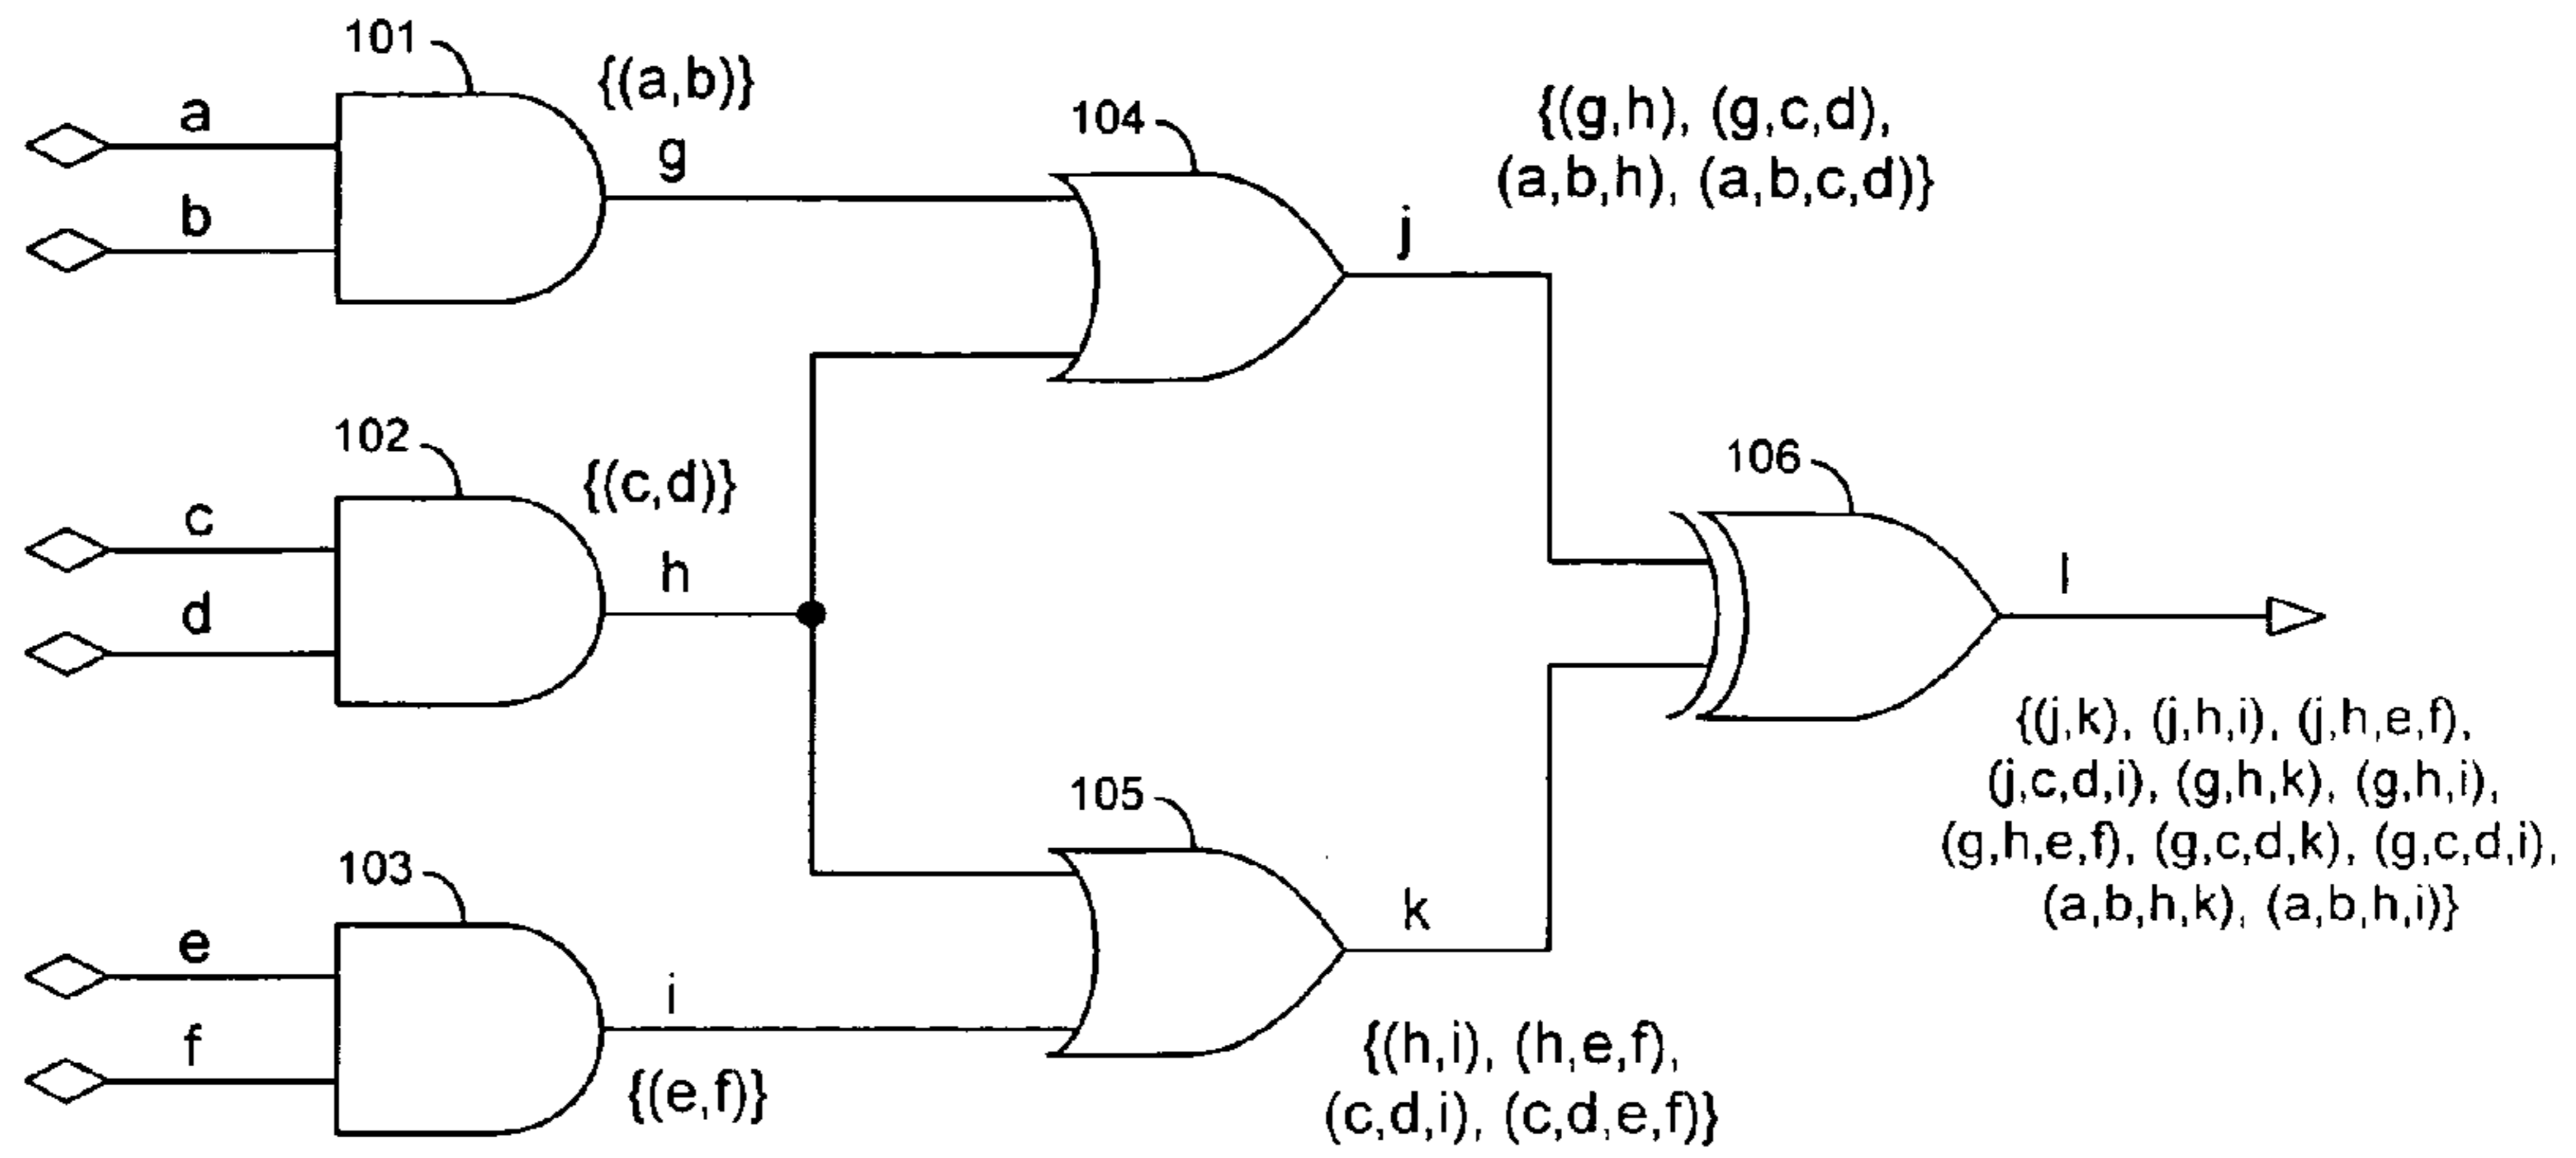 101
{(a,b)}
a
g
b
104
{(g,h), (g,c,d),
(a,b,h), (a,b,c,d)}
j
102
{(c,d)}
c
h
d
106
l
{(j,k), (j,h,i), (j,h,e,f),
(j,c,d,i), (g,h,k), (g,h,i),
(g,h,e,f), (g,c,d,k), (g,c,d,i),
(a,b,h,k), (a,b,h,i)}
105
k
{(h,i), (h,e,f),
(c,d,i), (c,d,e,f)}
103
e
i
f
{(e,f)}